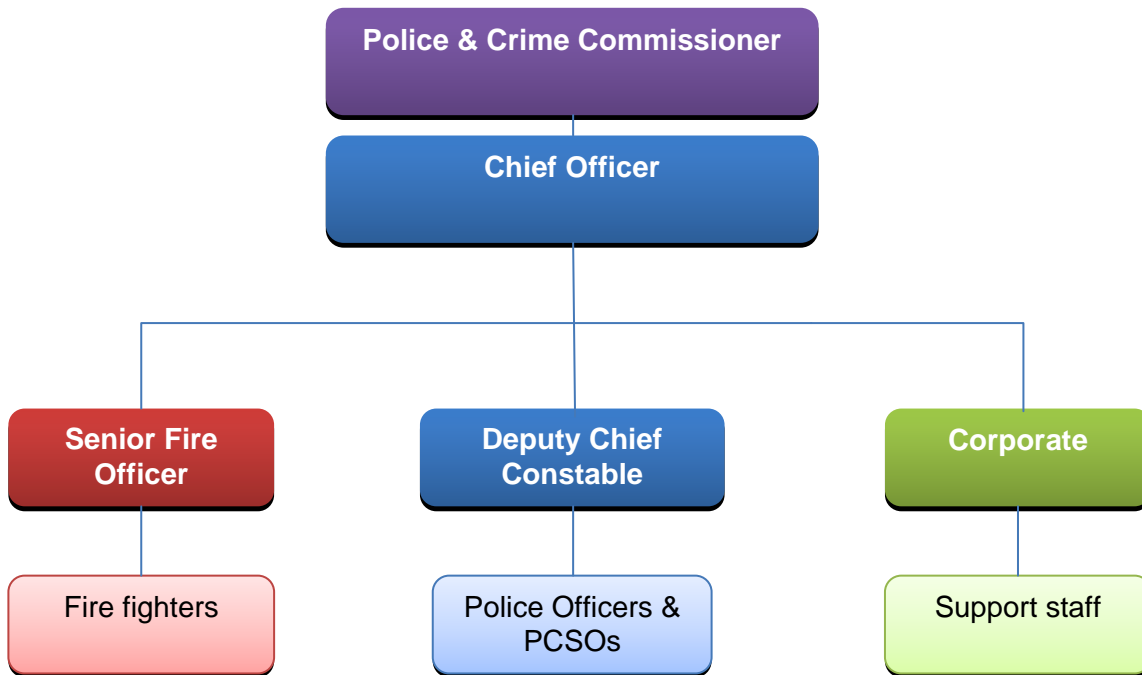 Police & Crime Commissioner
Chief Officer
Senior Fire
Officer
Deputy Chief
Constable
Corporate
Fire fighters
Police Officers &
PCSOs
Support staff